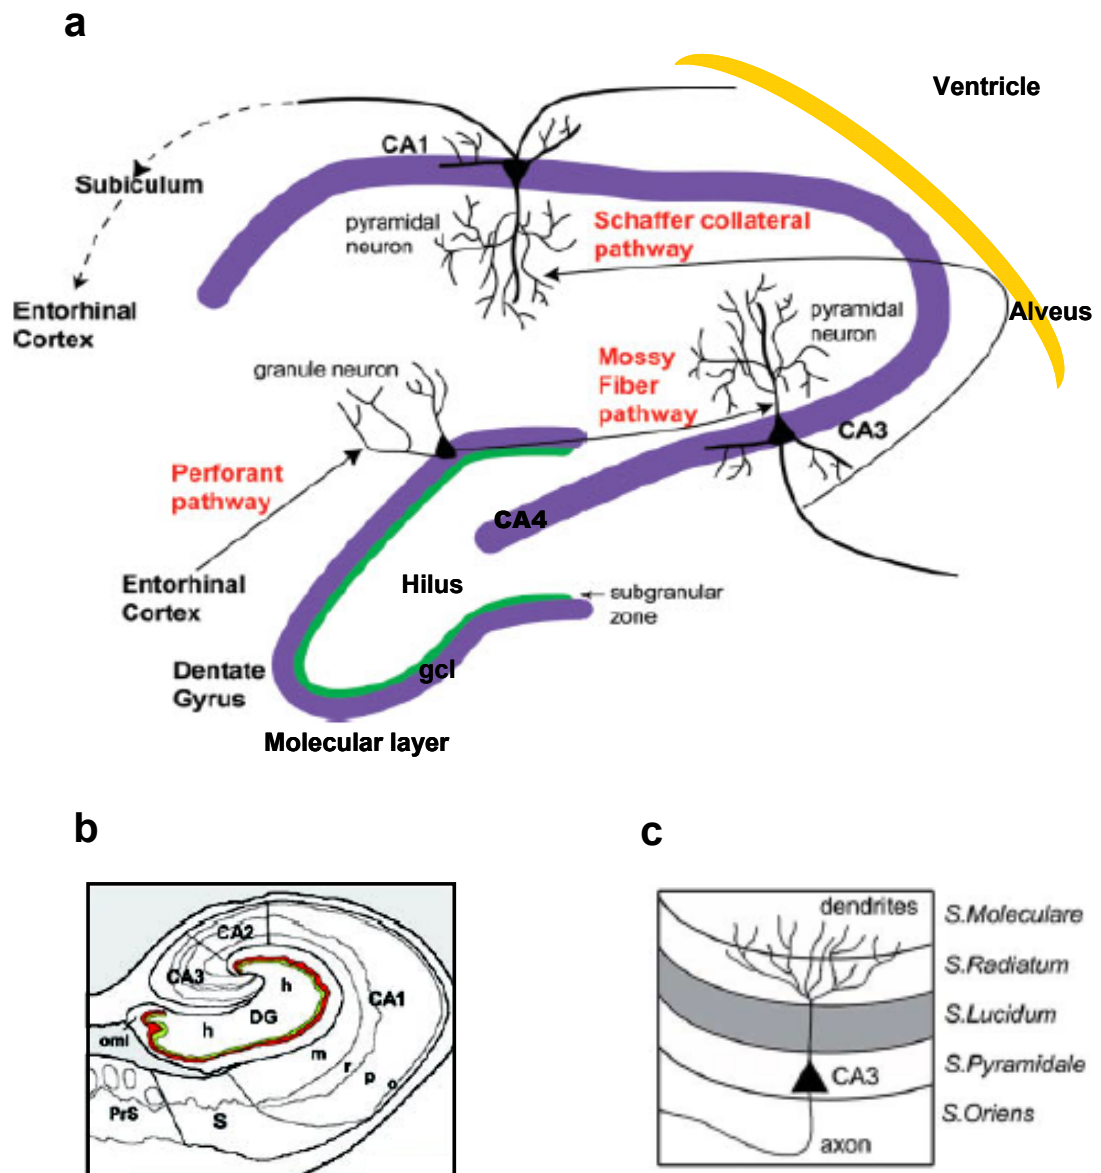 a
Ventricle
CA1
Subiculum
pyramidal
neuron
Schaffer collateral
pathway
Entorhinal
Cortex
Alveus
pyramidal
neuron
granule neuron
Mossy
Fiber
pathway
CA3
Perforant
pathway
CA4
Entorhinal
Cortex
Hilus
subgranular
zone
Dentate
Gyrus
gcl
Molecular layer
b
CA2
CA3
h
CA1
DG
h
oml
m
r
p
o
PrS
S
c
dendrites
S.Moleculare
S.Radiatum
S.Lucidum
S.Pyramidale
CA3
S.Oriens
axon